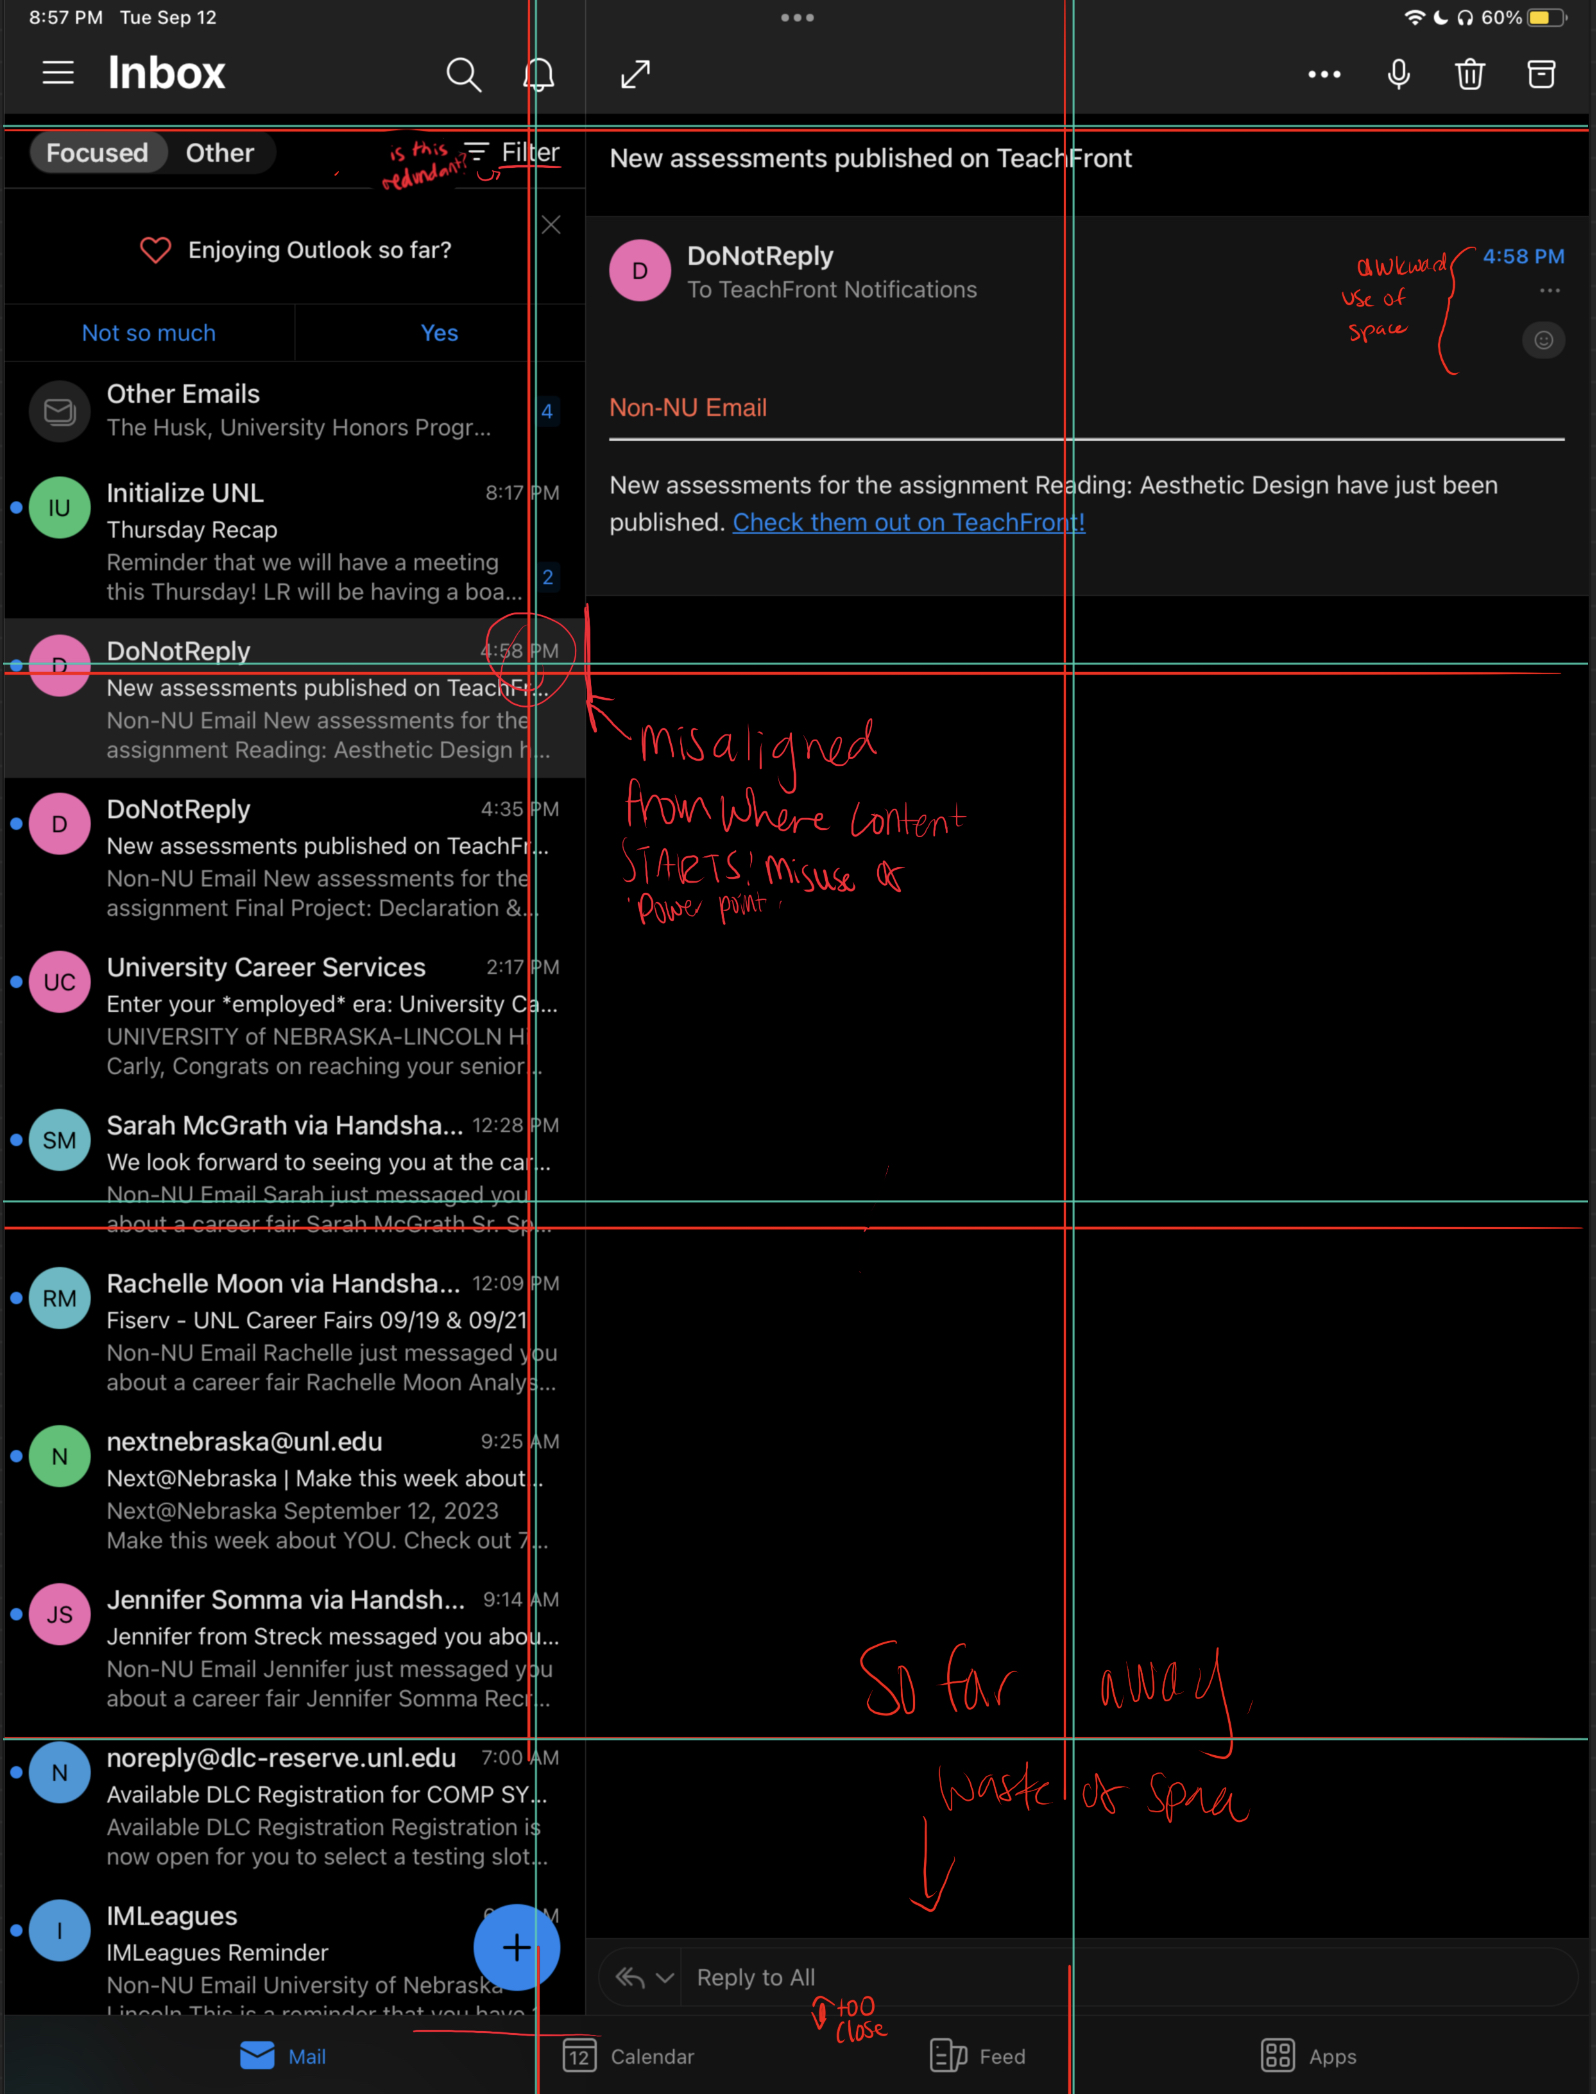 8:57 PM Tue Sep 12
60%
Inbox
Focused Other
is this
redundant?
Filter
Enjoying Outlook so far?
Not so much Yes
Other Emails
The Husk, University Honors Progr...
4
IU
Initialize UNL 8:17 PM
Thursday Recap
Reminder that we will have a meeting
this Thursday! LR will be having a boa...
2
D
DoNotReply 4:58 PM
New assessments published on TeachFr...
Non-NU Email New assessments for the
assignment Reading: Aesthetic Design h...
D
DoNotReply 4:35 PM
New assessments published on TeachFr...
Non-NU Email New assessments for the
assignment Final Project: Declaration &...
UC
University Career Services 2:17 PM
Enter your *employed* era: University Ca...
UNIVERSITY of NEBRASKA-LINCOLN Hi
Carly, Congrats on reaching your senior...
SM
Sarah McGrath via Handsha... 12:28 PM
We look forward to seeing you at the car...
Non-NU Email Sarah just messaged you
about a career fair Sarah McGrath Sr. Sp...
RM
Rachelle Moon via Handsha... 12:09 PM
Fiserv - UNL Career Fairs 09/19 & 09/21
Non-NU Email Rachelle just messaged you
about a career fair Rachelle Moon Analys...
N
nextnebraska@unl.edu 9:25 AM
Next@Nebraska | Make this week about...
Next@Nebraska September 12, 2023
Make this week about YOU. Check out 7...
JS
Jennifer Somma via Handsh... 9:14 AM
Jennifer from Streck messaged you abou...
Non-NU Email Jennifer just messaged you
about a career fair Jennifer Somma Recr...
N
noreply@dlc-reserve.unl.edu 7:00 AM
Available DLC Registration for COMP SY...
Available DLC Registration Registration is
now open for you to select a testing slot...
I
IMLeagues
IMLeagues Reminder
Non-NU Email University of Nebraska
Lincoln This is a reminder that you have
New assessments published on TeachFront
D
DoNotReply
To TeachFront Notifications
4:58 PM
awkward
use of
space
Non-NU Email
New assessments for the assignment Reading: Aesthetic Design have just been
published. Check them out on TeachFront!
misaligned
from where content
STARTS! Misuse of
'Power point'
So far away.
waste of space
Reply to All
too
close
Mail
12 Calendar
Feed
Apps